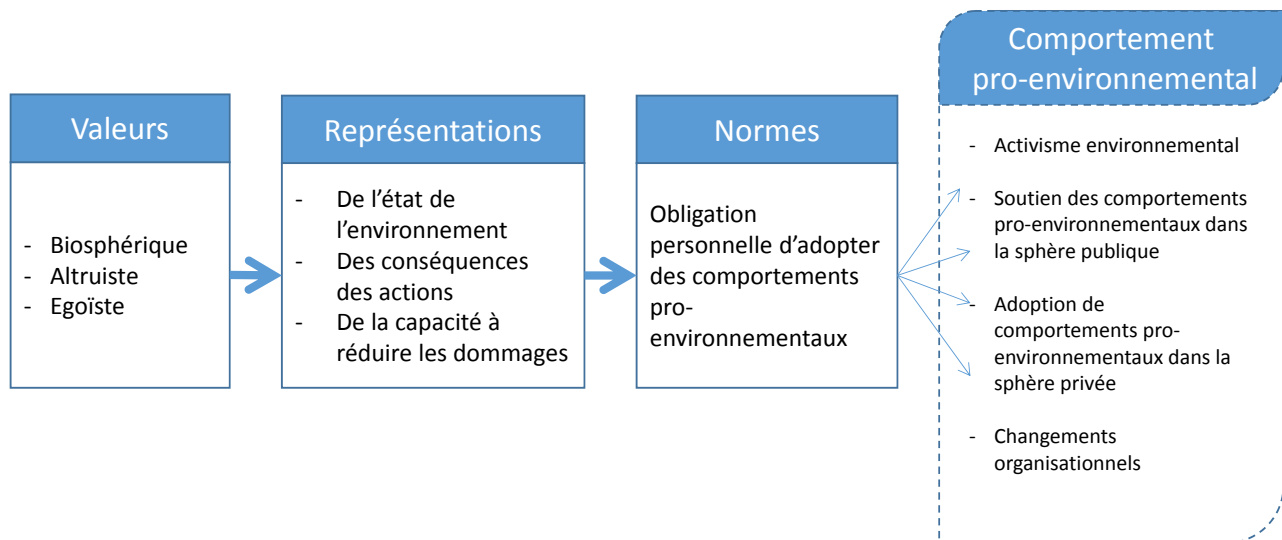 Valeurs
- Biosphérique
- Altruiste
- Egoïste
Représentations
- De l’état de
l’environnement
- Des conséquences
des actions
- De la capacité à
réduire les dommages
Normes
Obligation
personnelle d’adopter
des comportements
pro-
environnementaux
Comportement
pro-environnemental
- Activisme environnemental
- Soutien des comportements
pro-environnementaux dans
la sphère publique
- Adoption de
comportements pro-
environnementaux dans la
sphère privée
- Changements
organisationnels